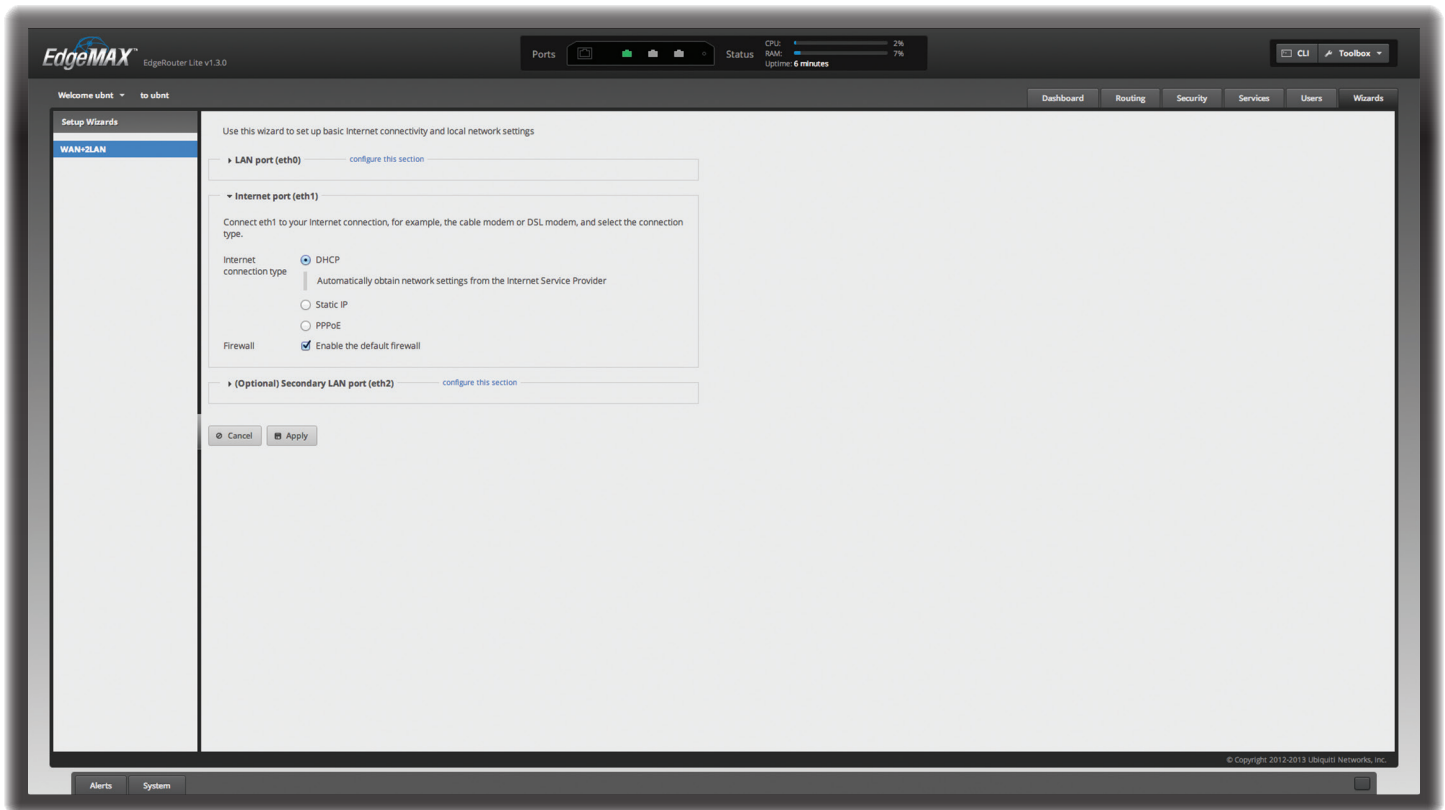 EdgeMAX™ EdgeRouter Lite v1.3.0
Ports
Status
CPU: 2%
RAM: 7%
Uptime: 6 minutes
CLI
Toolbox
Welcome ubnt to ubnt
Dashboard
Routing
Security
Services
Users
Wizards
Setup Wizards
WAN+2LAN
Use this wizard to set up basic Internet connectivity and local network settings
LAN port (eth0) configure this section
Internet port (eth1)
Connect eth1 to your Internet connection, for example, the cable modem or DSL modem, and select the connection
type.
Internet
connection type
DHCP
Automatically obtain network settings from the Internet Service Provider
Static IP
PPPoE
Firewall
Enable the default firewall
(Optional) Secondary LAN port (eth2) configure this section
Cancel
Apply
© Copyright 2012-2013 Ubiquiti Networks, Inc.
Alerts
System